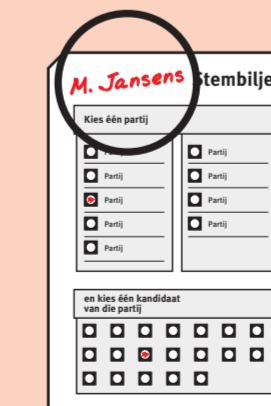 M. Jansens Stembilje
Kies één partij
Partij
Partij
Partij
Partij
Partij
Partij
Partij
Partij
en kies één kandidaat
van die partij